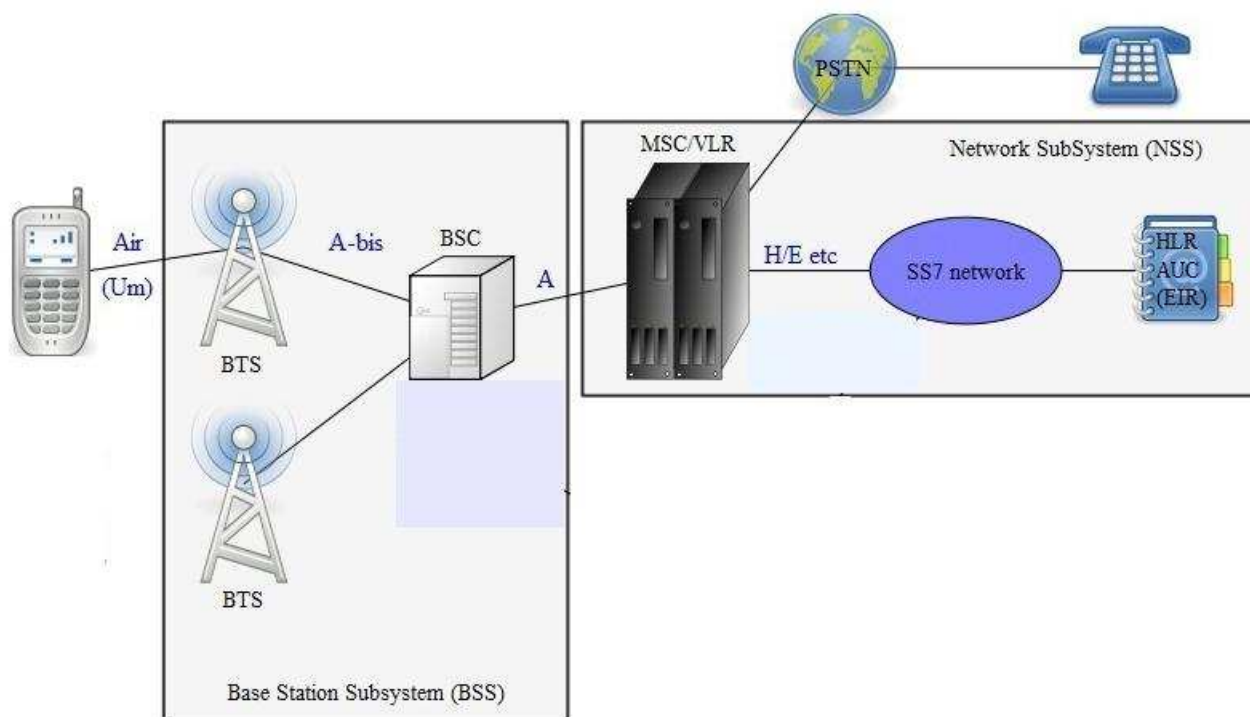 PSTN
MSC/VLR
Network SubSystem (NSS)
Air
(Um)
A-bis
BSC
A
H/E etc
SS7 network
HLR
AUC
(EIR)
BTS
BTS
Base Station Subsystem (BSS)